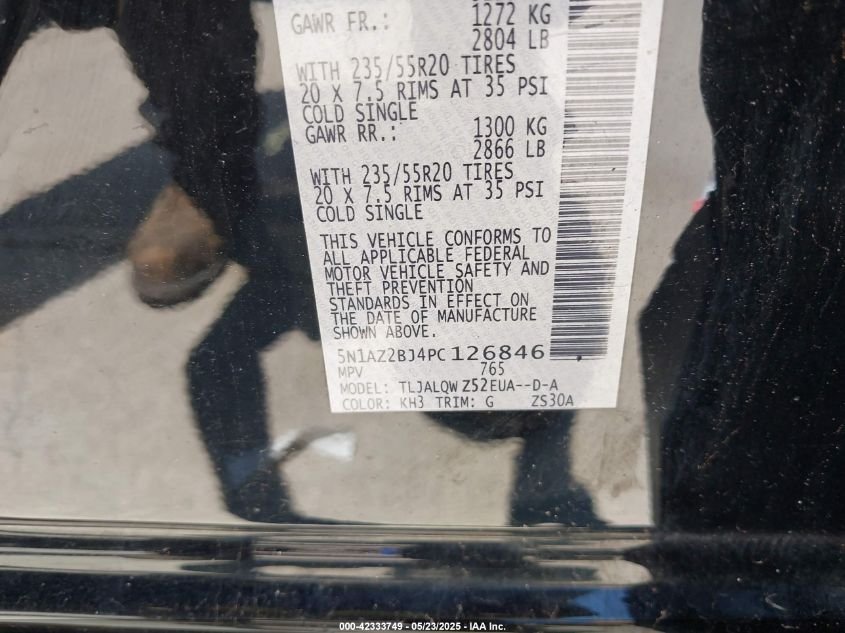 GAWR FR.: 1272 KG
2804 LB
WITH 235/55R20 TIRES
20 X 7.5 RIMS AT 35 PSI
COLD SINGLE
GAWR RR.: 1300 KG
2866 LB
WITH 235/55R20 TIRES
20 X 7.5 RIMS AT 35 PSI
COLD SINGLE
THIS VEHICLE CONFORMS TO
ALL APPLICABLE FEDERAL
MOTOR VEHICLE SAFETY AND
THEFT PREVENTION
STANDARDS IN EFFECT ON
THE DATE OF MANUFACTURE
SHOWN ABOVE.
5N1AZ2BJ4PC126846
MPV 765
MODEL: TLJALQW Z52EUA--D-A
COLOR: KH3 TRIM: G ZS30A
000-42333749 - 05/23/2025 - IAA Inc.